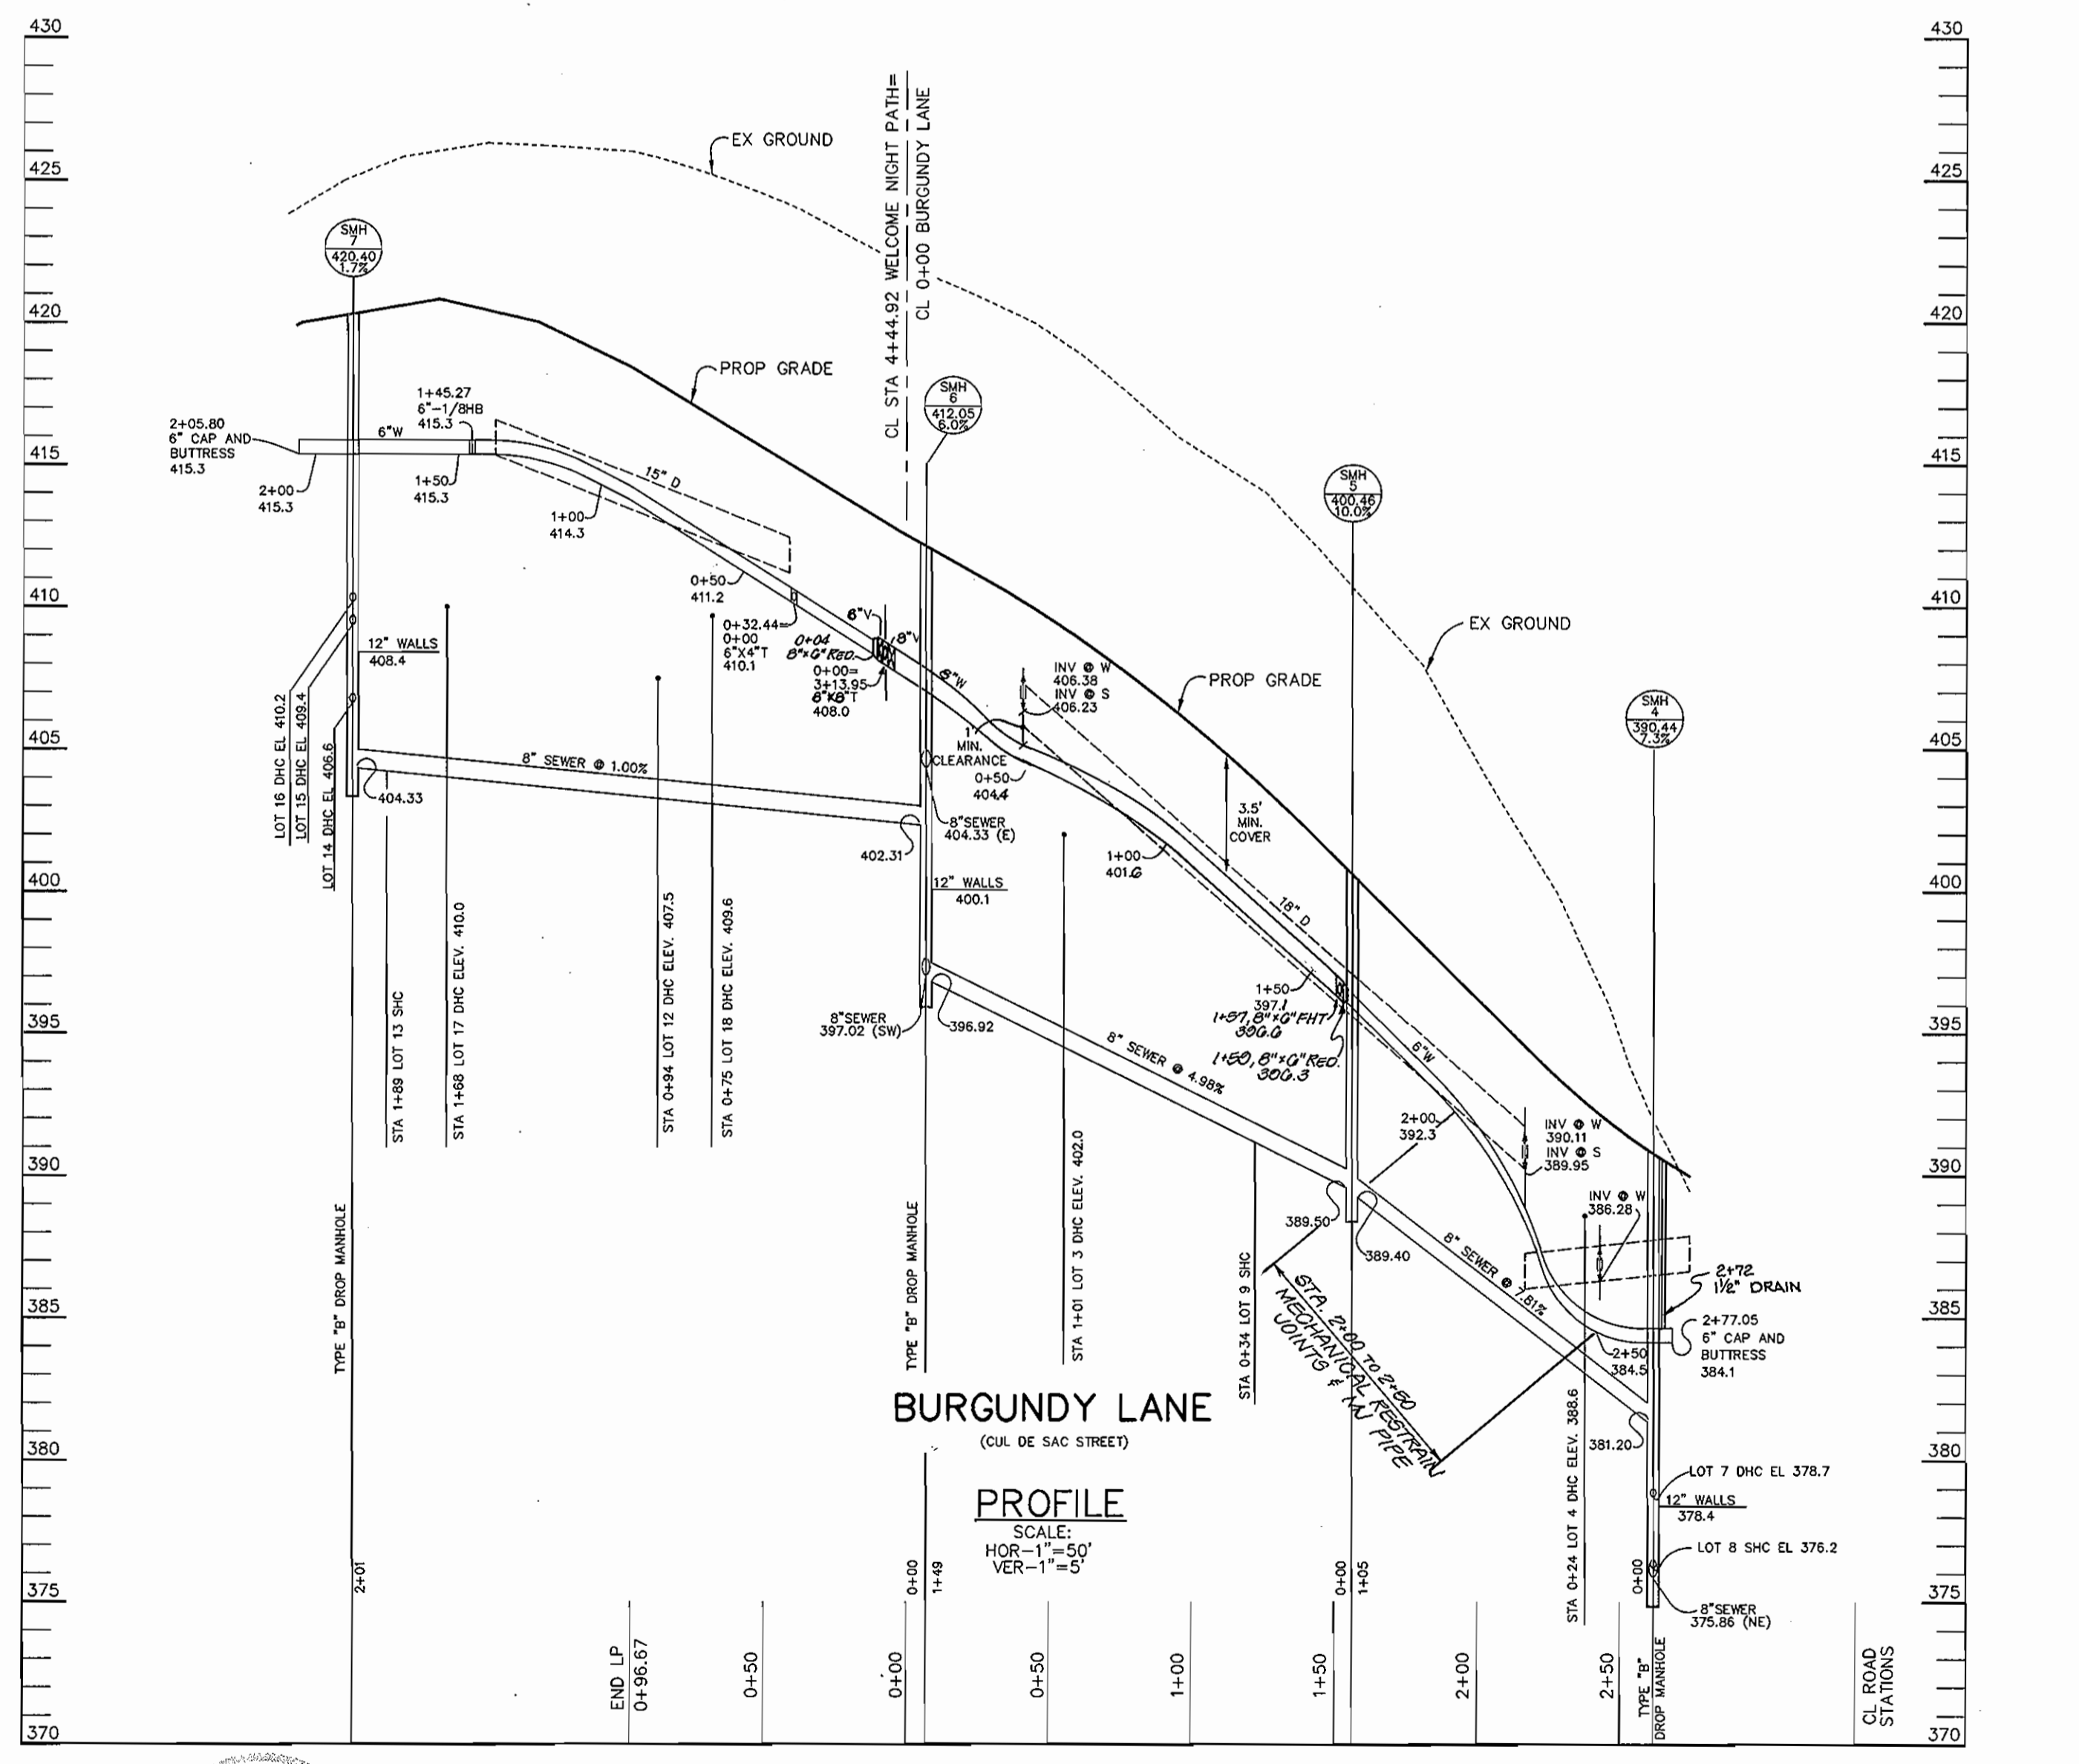 430
425
420
415
410
405
400
395
390
385
380
375
370
430
425
420
415
410
405
400
395
390
385
380
375
370
EX GROUND
CL STA 4+44.92 WELCOME NIGHT PATH=
CL 0+00 BURGUNDY LANE
SMH
7
420.40
1.7%
PROP GRADE
1+45.27
6"-1/8HB
415.3
2+05.80
6" CAP AND
BUTTRESS
415.3
6"W
2+00
415.3
1+50
415.3
15" D
1+00
414.3
SMH
6
412.05
6.0%
SMH
5
400.46
10.0%
0+50
411.2
0+32.44=
0+00
6"X4"T
410.1
6"V
8"V
0+04
8"x6" RED.
0+00=
3+13.95
8"X8"T
408.0
8"W
INV @ W
406.38
INV @ S
406.23
PROP GRADE
EX GROUND
SMH
4
390.44
7.3%
12" WALLS
408.4
LOT 16 DHC EL 410.2
LOT 15 DHC EL 409.4
LOT 14 DHC EL 406.6
8" SEWER @ 1.00%
404.33
402.31
1'
MIN.
CLEARANCE
0+50
404.4
8"SEWER
404.33 (E)
3.5'
MIN.
COVER
1+00
401.6
12" WALLS
400.1
18" D
STA 1+89 LOT 13 SHC
STA 1+68 LOT 17 DHC ELEV. 410.0
STA 0+94 LOT 12 DHC ELEV. 407.5
STA 0+75 LOT 18 DHC ELEV. 409.6
8"SEWER
397.02 (SW)
396.92
8" SEWER @ 4.98%
1+50
397.1
1+57, 8"x6" FHT
396.6
8"x6" RED.
6"W
2+00
392.3
INV @ W
390.11
INV @ S
389.95
INV @ W
386.28
TYPE "B" DROP MANHOLE
TYPE "B" DROP MANHOLE
STA 1+01 LOT 3 DHC ELEV. 402.0
STA 0+34 LOT 9 SHC
389.50
389.40
8" SEWER @ 7.81%
2+72
1½" DRAIN
2+77.05
6" CAP AND
BUTTRESS
384.1
2+50
384.5
STA. 2+00 TO 2+50
MECHANICAL RESTRAIN
JOINTS & IN PIPE
BURGUNDY LANE
(CUL DE SAC STREET)
PROFILE
SCALE:
HOR-1"=50'
VER-1"=5'
381.20
STA 0+24 LOT 4 DHC ELEV. 388.6
LOT 7 DHC EL 378.7
12" WALLS
378.4
LOT 8 SHC EL 376.2
8"SEWER
375.86 (NE)
2+01
0+00
1+49
0+00
1+05
0+00
END LP
0+96.67
0+50
0+00
0+50
1+00
1+50
2+00
2+50
TYPE "B"
DROP MANHOLE
CL ROAD
STATIONS